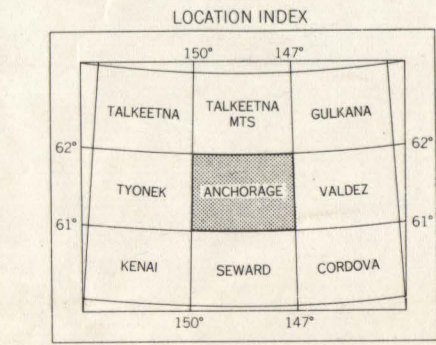 LOCATION INDEX
150° 147°
TALKEETNA TALKEETNA MTS GULKANA
62° 62°
TYONEK ANCHORAGE VALDEZ
61° 61°
KENAI SEWARD CORDOVA
150° 147°